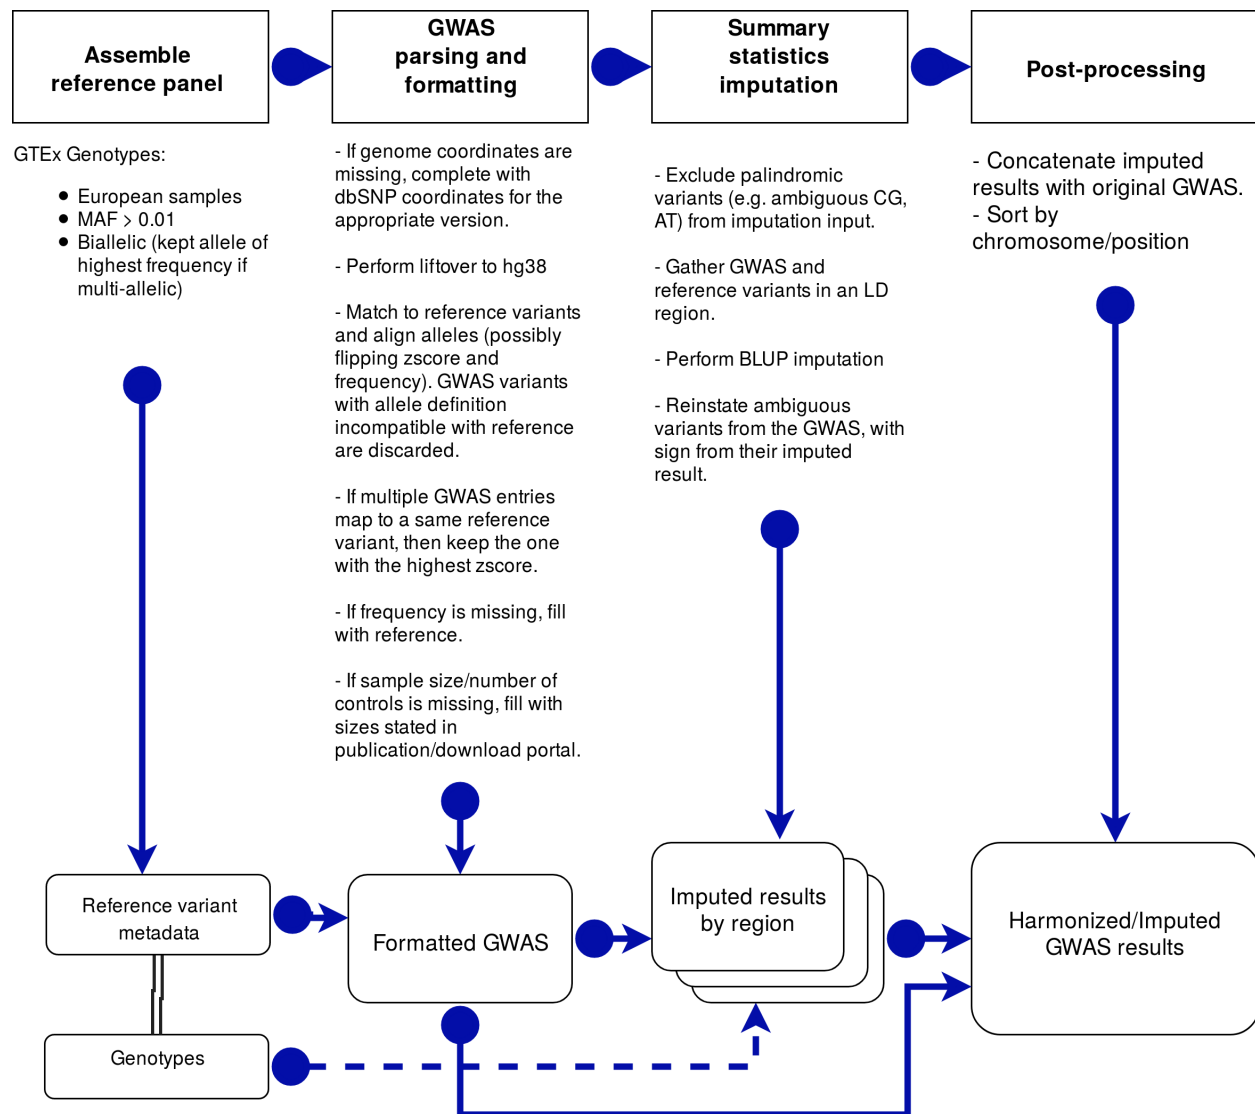 Assemble
reference panel
GWAS
parsing and
formatting
Summary
statistics
imputation
Post-processing
GTEx Genotypes:
European samples
MAF > 0.01
Biallelic (kept allele of
highest frequency if
multi-allelic)
- If genome coordinates are
missing, complete with
dbSNP coordinates for the
appropriate version.
- Perform liftover to hg38
- Match to reference variants
and align alleles (possibly
flipping zscore and
frequency). GWAS variants
with allele definition
incompatible with reference
are discarded.
- If multiple GWAS entries
map to a same reference
variant, then keep the one
with the highest zscore.
- If frequency is missing, fill
with reference.
- If sample size/number of
controls is missing, fill with
sizes stated in
publication/download portal.
- Exclude palindromic
variants (e.g. ambiguous CG,
AT) from imputation input.
- Gather GWAS and
reference variants in an LD
region.
- Perform BLUP imputation
- Reinstate ambiguous
variants from the GWAS, with
sign from their imputed
result.
- Concatenate imputed
results with original GWAS.
- Sort by
chromosome/position
Reference variant
metadata
Genotypes
Formatted GWAS
Imputed results
by region
Harmonized/Imputed
GWAS results